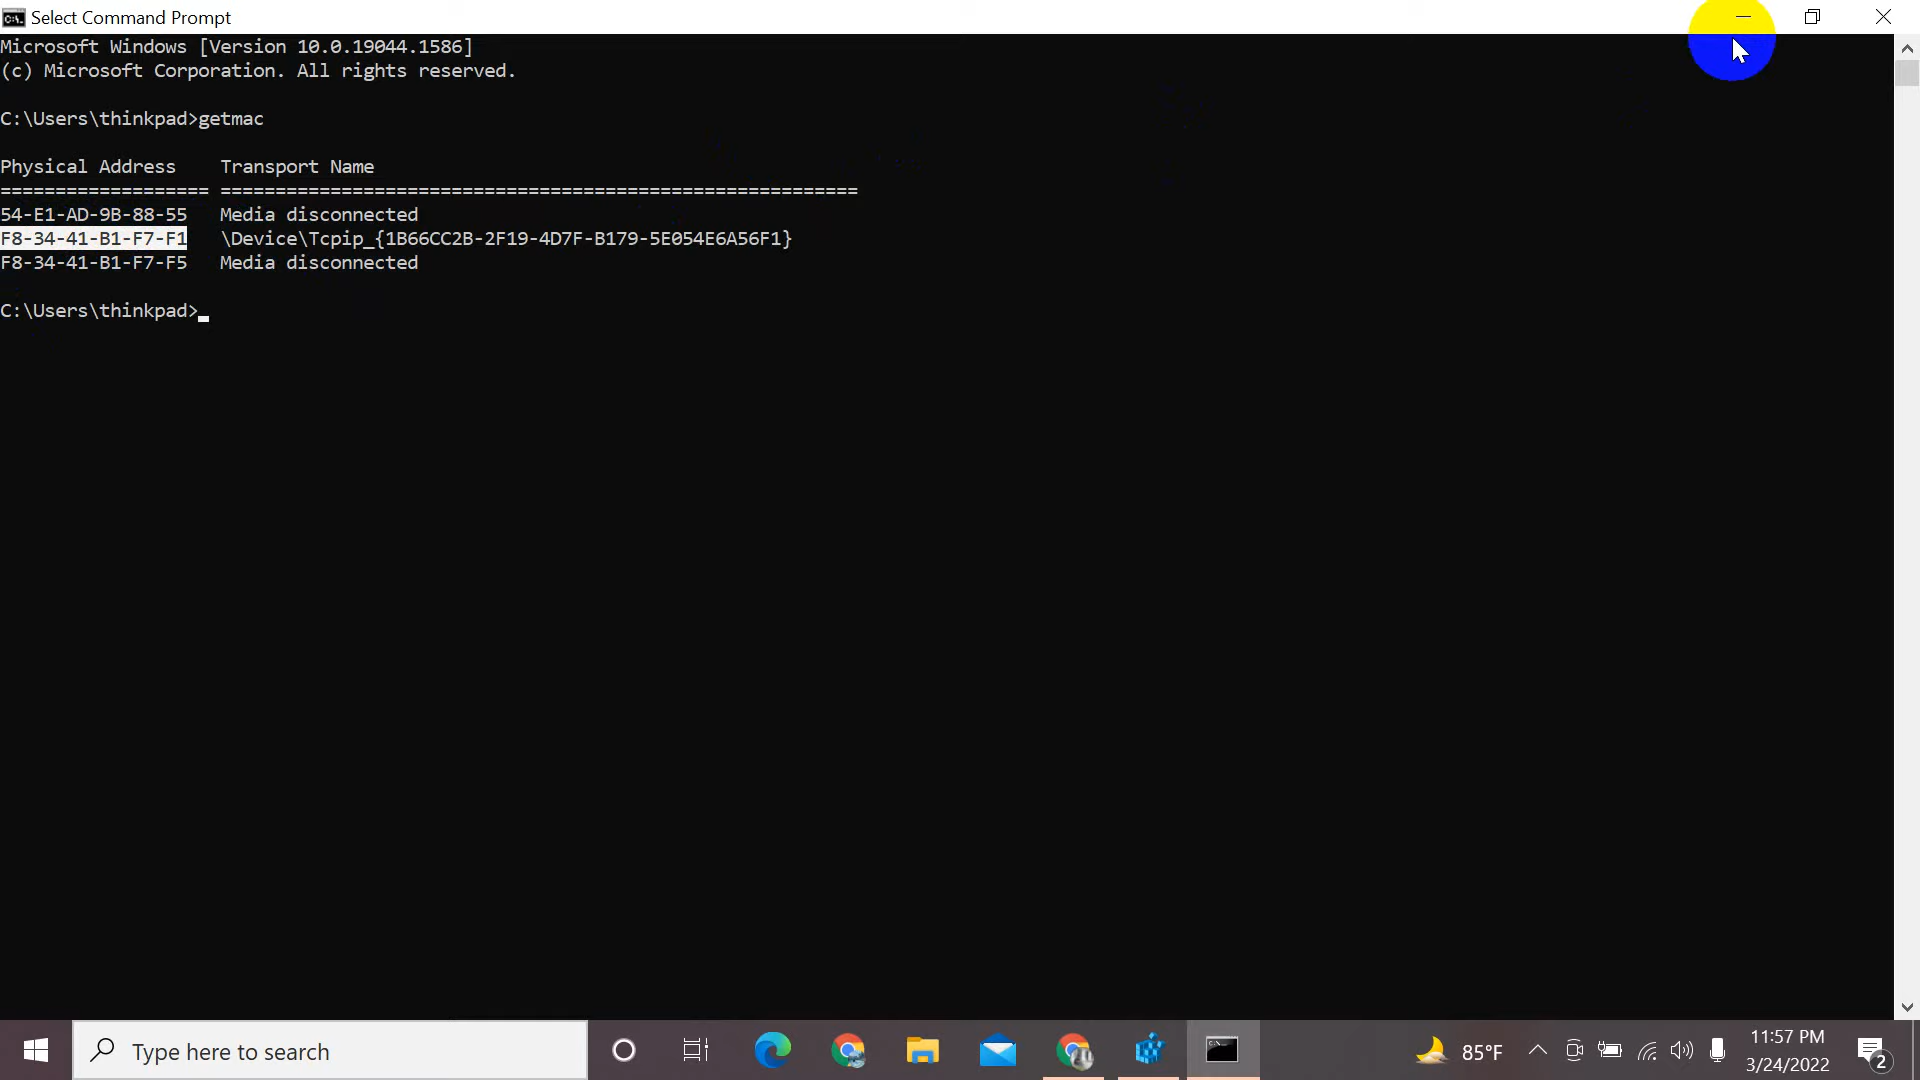 Select Command Prompt
Microsoft Windows [Version 10.0.19044.1586]
(c) Microsoft Corporation. All rights reserved.
C:\Users\thinkpad>getmac
Physical Address    Transport Name
=================== ==========================================================
54-E1-AD-9B-88-55   Media disconnected
F8-34-41-B1-F7-F1   \Device\Tcpip_{1B66CC2B-2F19-4D7F-B179-5E054E6A56F1}
F8-34-41-B1-F7-F5   Media disconnected
C:\Users\thinkpad>_
Type here to search
85°F
11:57 PM
3/24/2022
2